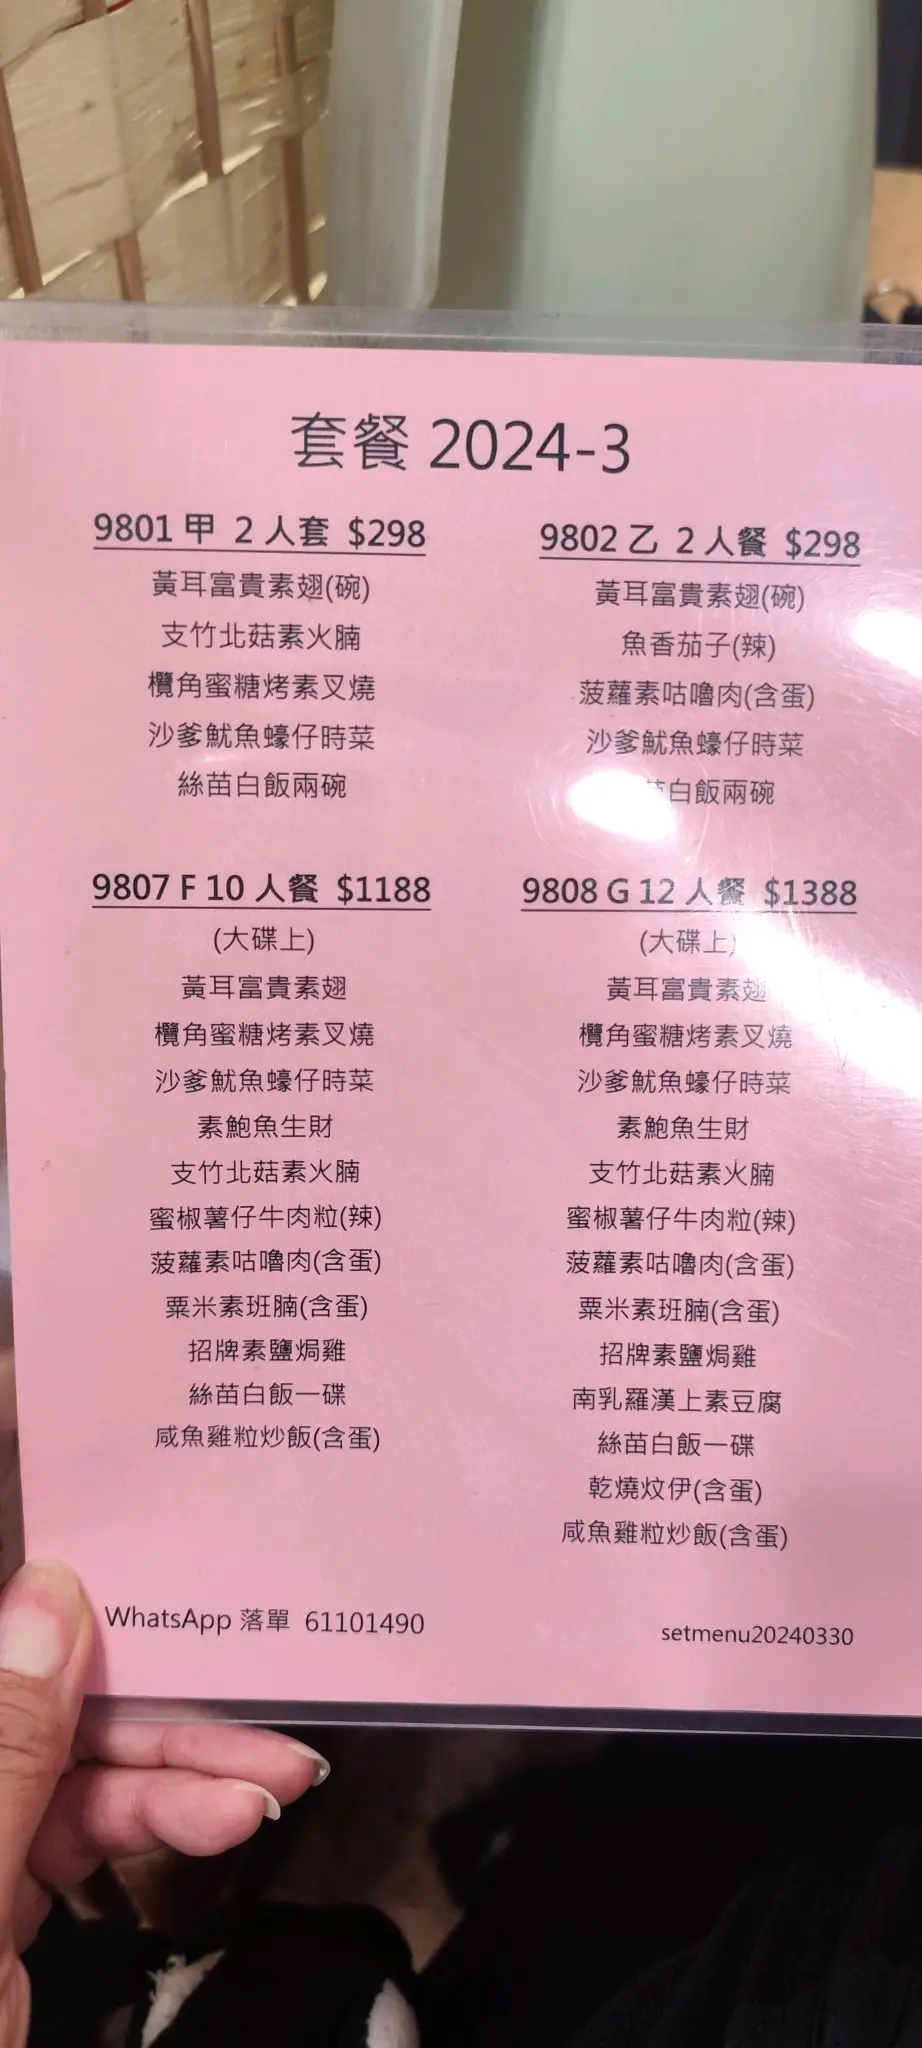 套餐 2024-3
9801 甲 2 人套 $298
黃耳富貴素翅(碗)
支竹北菇素火腩
欖角蜜糖烤素叉燒
沙爹魷魚蠔仔時菜
絲苗白飯兩碗
9802 乙 2 人餐 $298
黃耳富貴素翅(碗)
魚香茄子(辣)
菠蘿素咕嚕肉(含蛋)
沙爹魷魚蠔仔時菜
苗白飯兩碗
9807 F 10 人餐 $1188
(大碟上)
黃耳富貴素翅
欖角蜜糖烤素叉燒
沙爹魷魚蠔仔時菜
素鮑魚生財
支竹北菇素火腩
蜜椒薯仔牛肉粒(辣)
菠蘿素咕嚕肉(含蛋)
粟米素班腩(含蛋)
招牌素鹽焗雞
絲苗白飯一碟
咸魚雞粒炒飯(含蛋)
9808 G 12 人餐 $1388
(大碟上)
黃耳富貴素翅
欖角蜜糖烤素叉燒
沙爹魷魚蠔仔時菜
素鮑魚生財
支竹北菇素火腩
蜜椒薯仔牛肉粒(辣)
菠蘿素咕嚕肉(含蛋)
粟米素班腩(含蛋)
招牌素鹽焗雞
南乳羅漢上素豆腐
絲苗白飯一碟
乾燒炆伊(含蛋)
咸魚雞粒炒飯(含蛋)
WhatsApp 落單 61101490
setmenu20240330